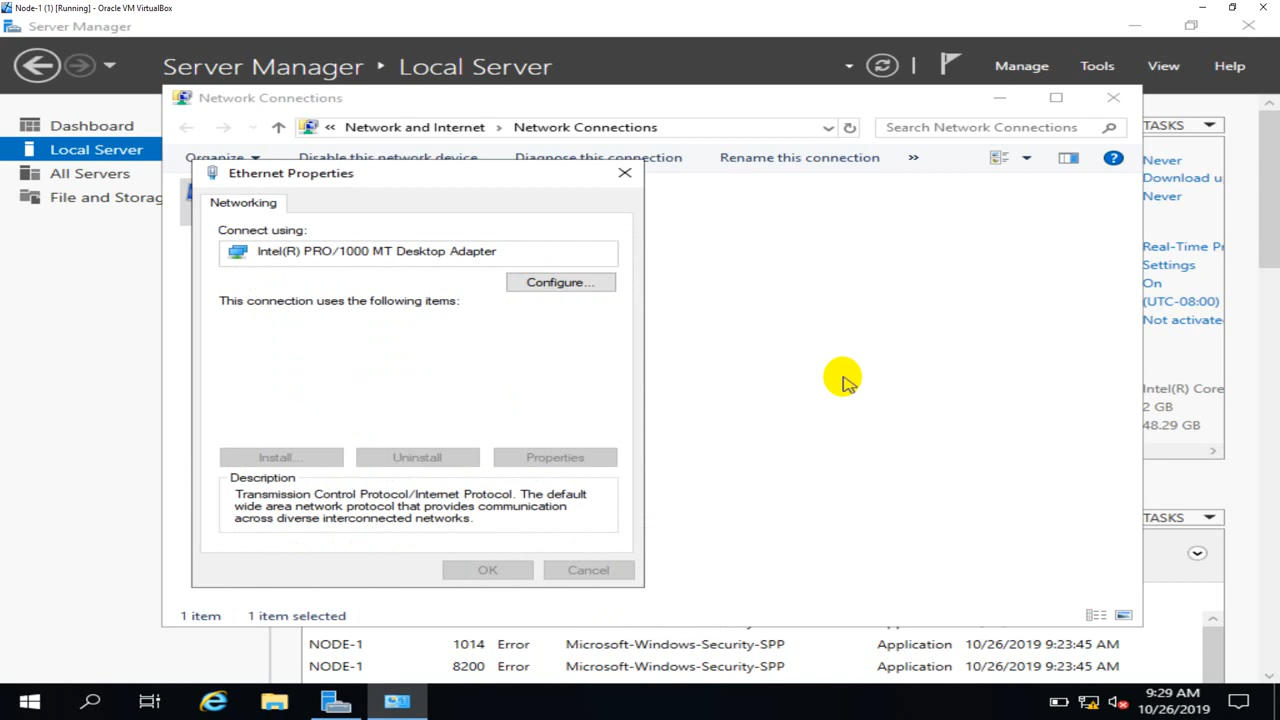 Node-1 (1) [Running] - Oracle VM VirtualBox
Server Manager
Server Manager ‣ Local Server
Manage Tools View Help
Dashboard
Local Server
All Servers
File and Storag
Network Connections
« Network and Internet › Network Connections
Search Network Connections
Organize Disable this network device Diagnose this connection Rename this connection »
Ethernet Properties
Networking
Connect using:
Intel(R) PRO/1000 MT Desktop Adapter
Configure...
This connection uses the following items:
Install... Uninstall Properties
Description
Transmission Control Protocol/Internet Protocol. The default
wide area network protocol that provides communication
across diverse interconnected networks.
OK Cancel
1 item 1 item selected
TASKS
Never
Download u
Never
Real-Time Pr
Settings
On
(UTC-08:00)
Not activate
Intel(R) Core
2 GB
48.29 GB
TASKS
NODE-1 1014 Error Microsoft-Windows-Security-SPP Application 10/26/2019 9:23:45 AM
NODE-1 8200 Error Microsoft-Windows-Security-SPP Application 10/26/2019 9:23:45 AM
9:29 AM
10/26/2019